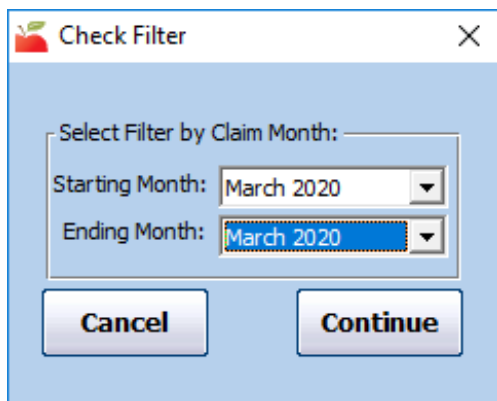 Check Filter
Select Filter by Claim Month:
Starting Month: March 2020
Ending Month: March 2020
Cancel Continue